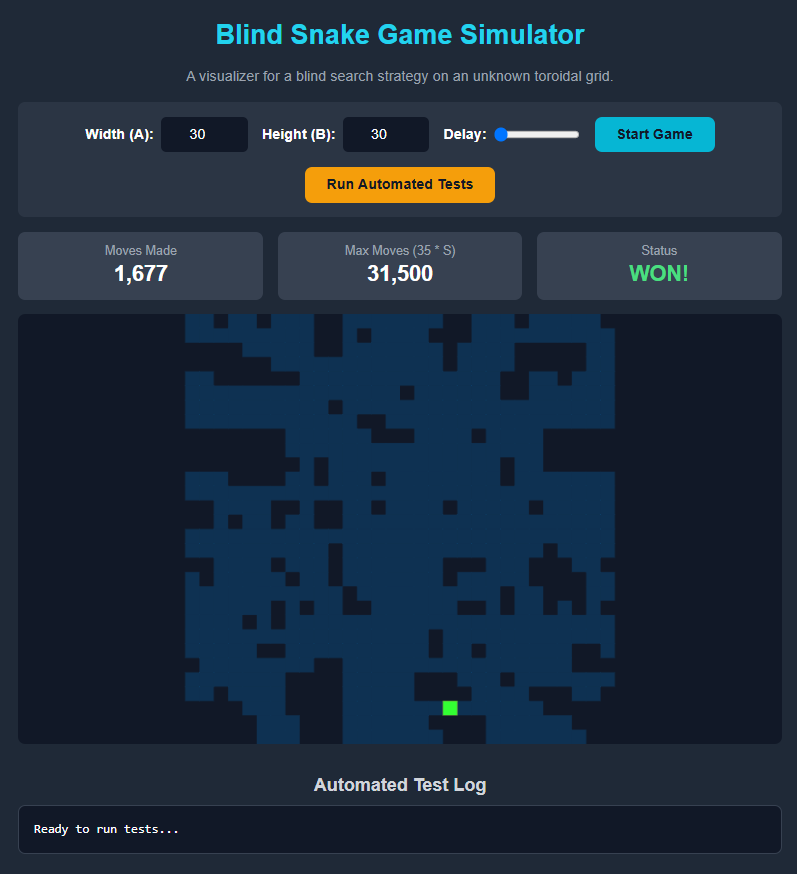 Blind Snake Game Simulator
A visualizer for a blind search strategy on an unknown toroidal grid.
Width (A): 30 Height (B): 30 Delay: Start Game
Run Automated Tests
Moves Made Max Moves (35 * S) Status
1,677 31,500 WON!
Automated Test Log
Ready to run tests...